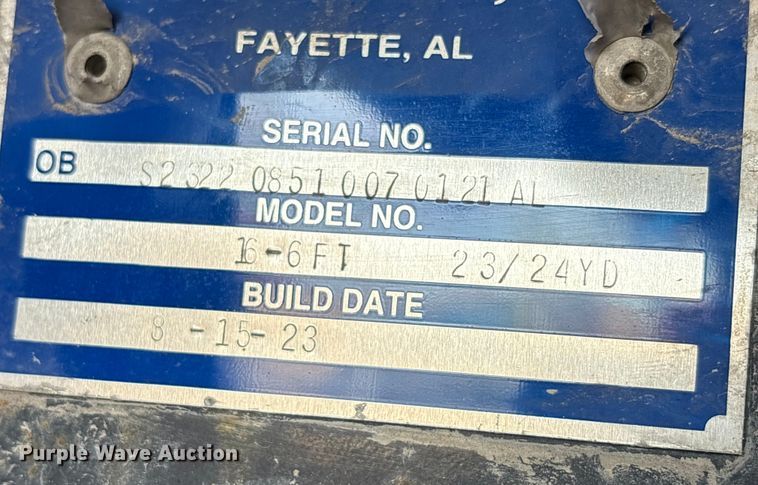 FAYETTE, AL
SERIAL NO.
OB S2322 0851 007 0121 AL
MODEL NO.
16-6FT 23/24YD
BUILD DATE
8 -15-23
Purple Wave Auction